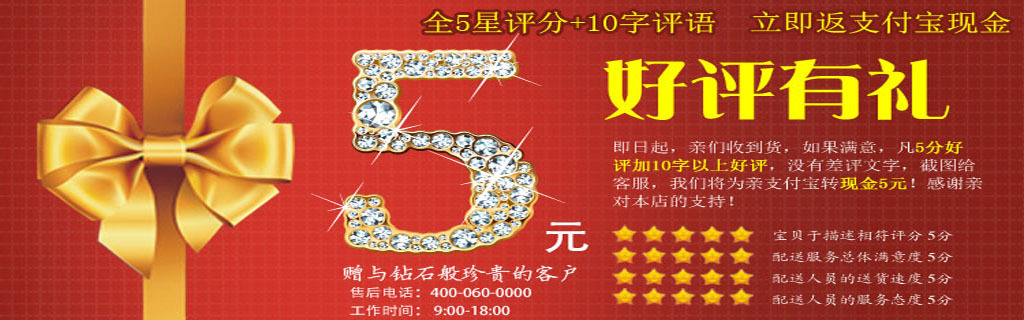 全5星评分+10字评语 立即返支付宝现金
5元
赠与钻石般珍贵的客户
售后电话：400-060-0000
工作时间：9:00-18:00
好评有礼
即日起，亲们收到货，如果满意，凡5分好
评加10字以上好评，没有差评文字，截图给
客服，我们将为亲支付宝转现金5元！感谢亲
对本店的支持！
宝贝于描述相符评分 5分
配送服务总体满意度 5分
配送人员的送货速度 5分
配送人员的服务态度 5分